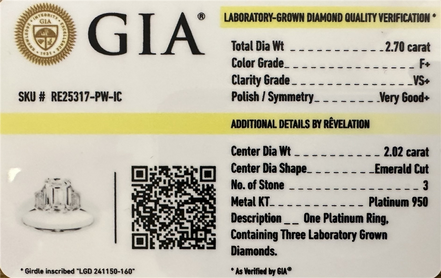 GIA®
SKU # RE25317-PW-IC
* Girdle inscribed "LGD 241150-160"
LABORATORY-GROWN DIAMOND QUALITY VERIFICATION *
Total Dia Wt 2.70 carat
Color Grade F+
Clarity Grade VS+
Polish / Symmetry Very Good+
ADDITIONAL DETAILS BY RÊVELATION
Center Dia Wt 2.02 carat
Center Dia Shape Emerald Cut
No. of Stone 3
Metal KT Platinum 950
Description One Platinum Ring,
Containing Three Laboratory Grown
Diamonds.
* As Verified by GIA®